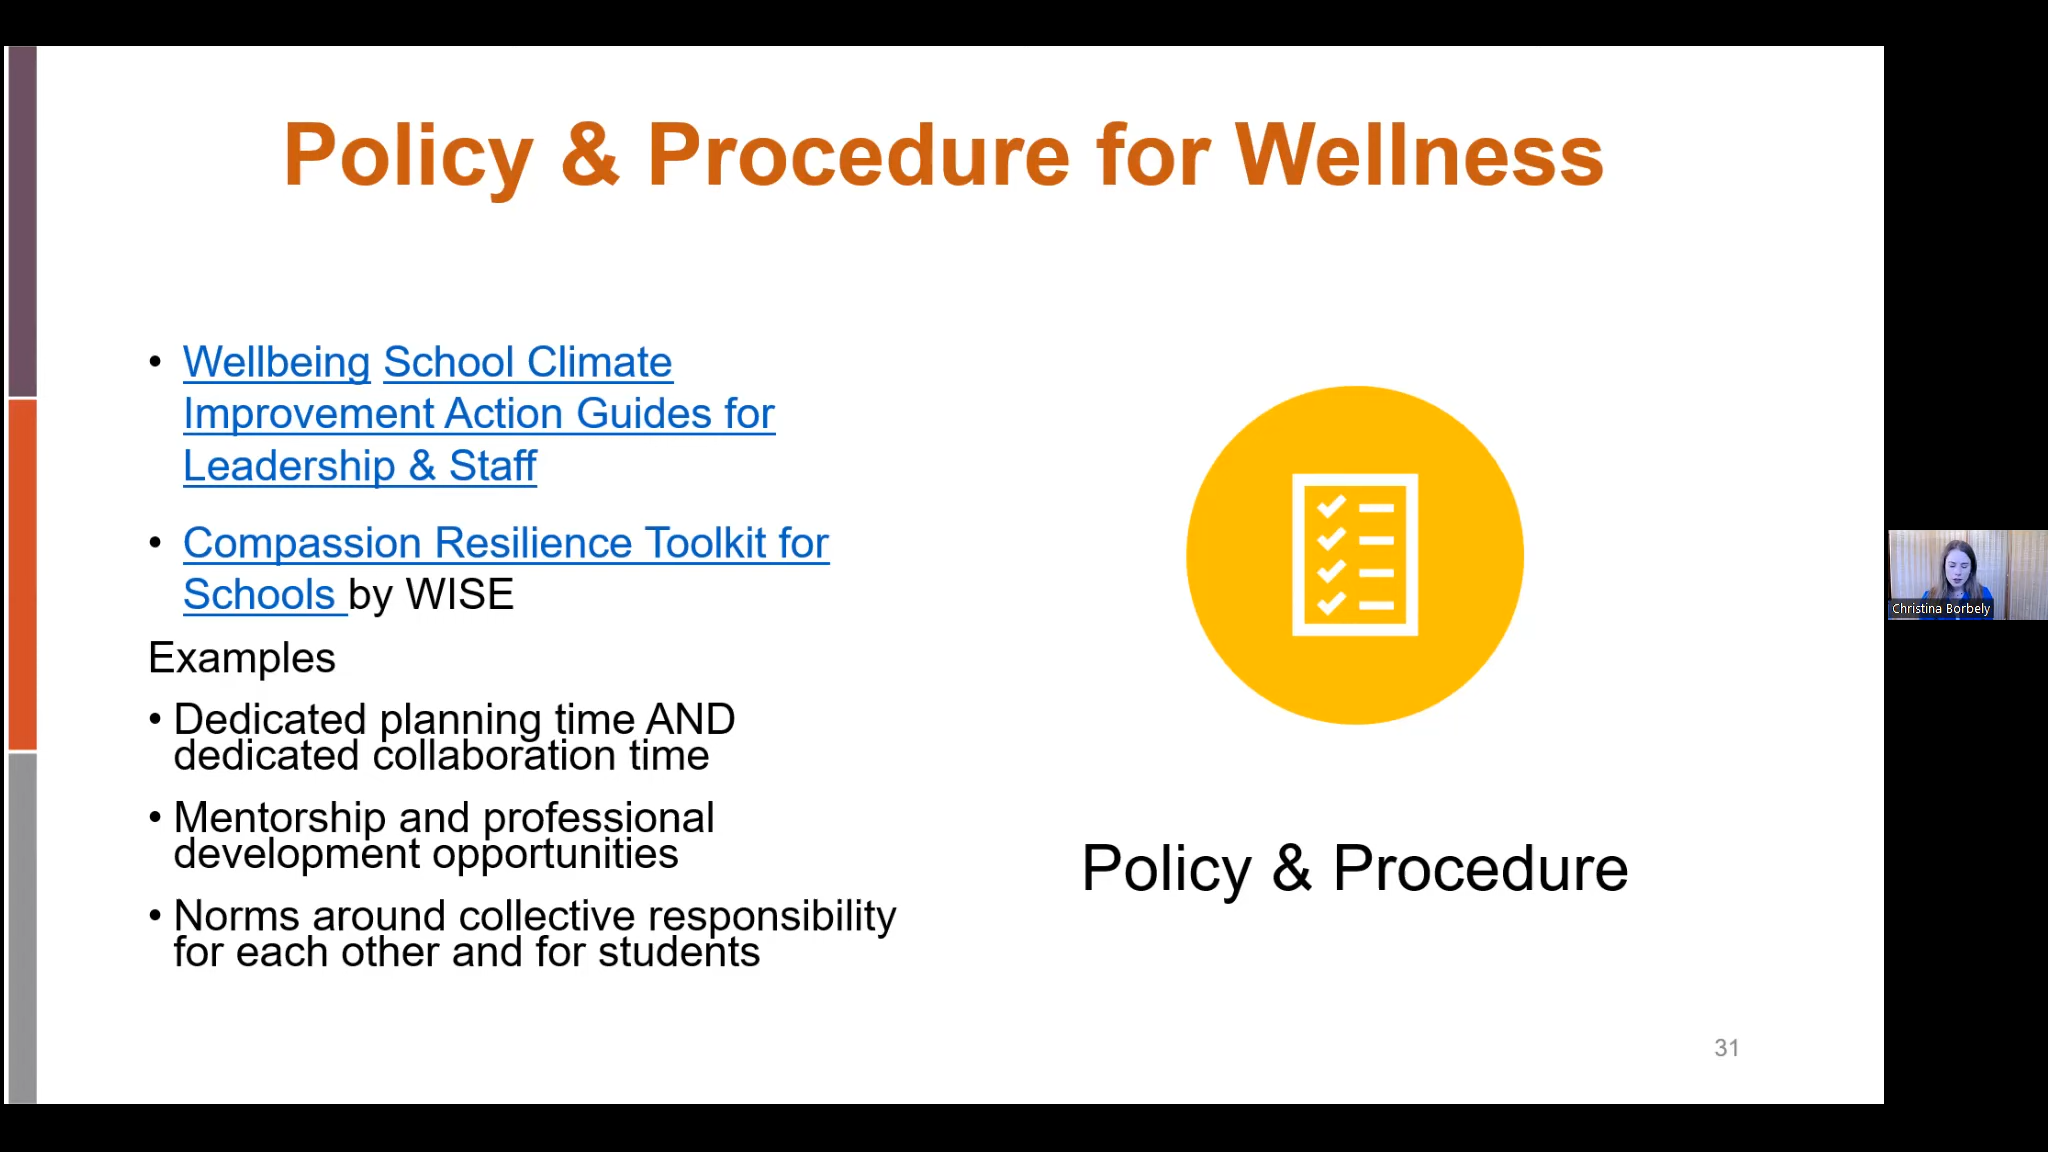 Policy & Procedure for Wellness
• Wellbeing School Climate
Improvement Action Guides for
Leadership & Staff
• Compassion Resilience Toolkit for
Schools by WISE
Examples
• Dedicated planning time AND
dedicated collaboration time
• Mentorship and professional
development opportunities
• Norms around collective responsibility
for each other and for students
Policy & Procedure
31
Christina Borbely